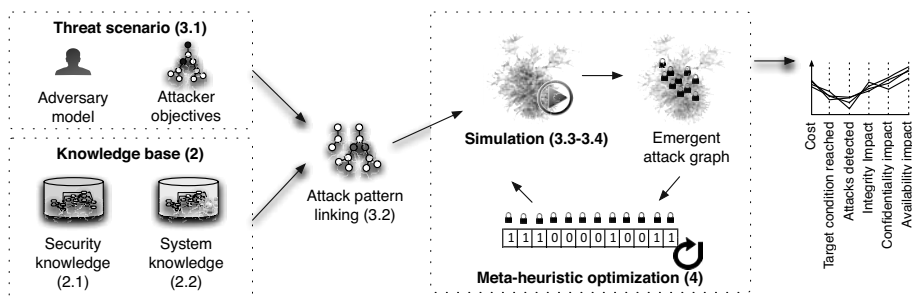 Threat scenario (3.1)
Adversary
model
Attacker
objectives
Knowledge base (2)
Security
knowledge
(2.1)
System
knowledge
(2.2)
Attack pattern
linking (3.2)
Simulation (3.3-3.4)
Emergent
attack graph
1 1 1 0 0 0 0 1 0 0 1 1
Meta-heuristic optimization (4)
Cost
Target condition reached
Attacks detected
Integrity Impact
Confidentiality impact
Availability impact